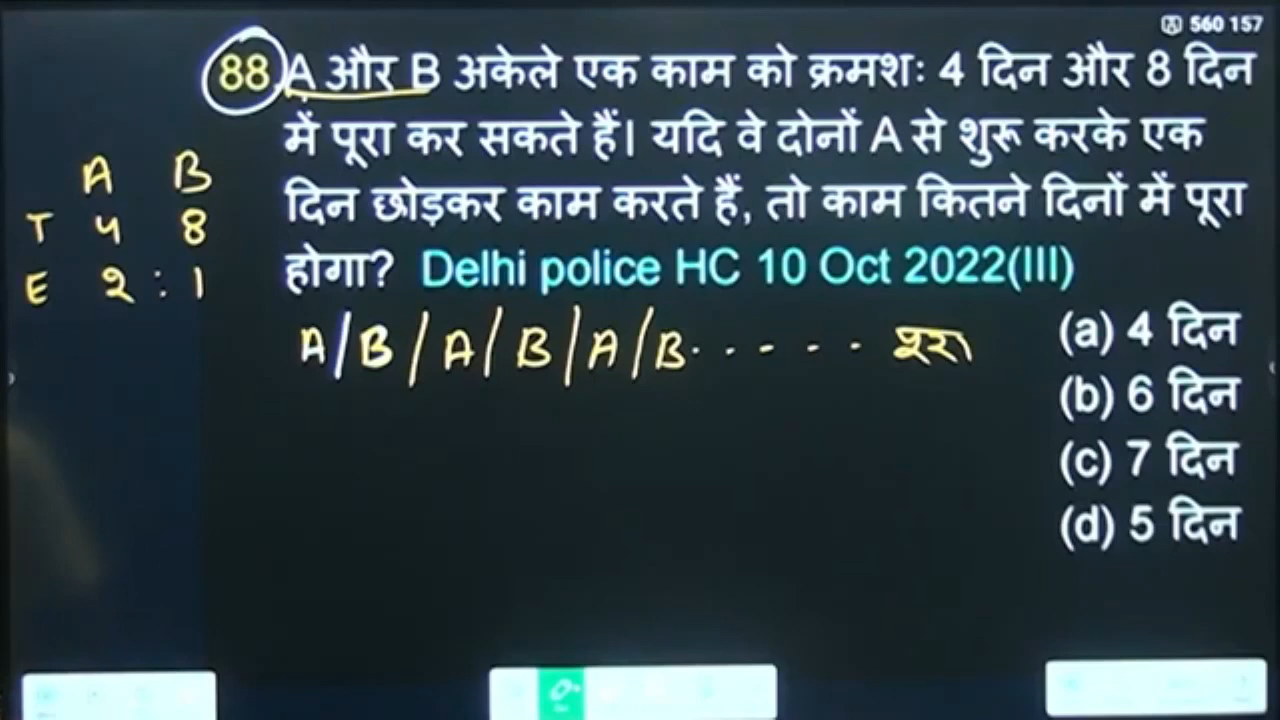 560 157
88 A और B अकेले एक काम को क्रमशः 4 दिन और 8 दिन
में पूरा कर सकते हैं। यदि वे दोनों A से शुरू करके एक
दिन छोड़कर काम करते हैं, तो काम कितने दिनों में पूरा
होगा? Delhi police HC 10 Oct 2022(III)
A B
T 4 8
E 2 : 1
A/B/A/B/A/B. . - - - .
(a) 4 दिन
(b) 6 दिन
(c) 7 दिन
(d) 5 दिन